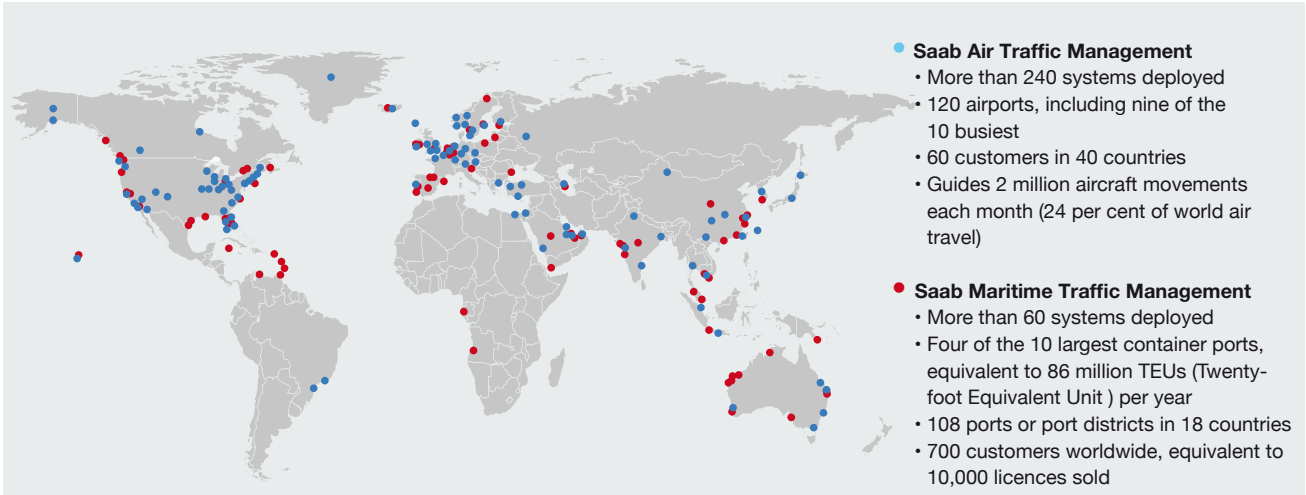 Saab Air Traffic Management
• More than 240 systems deployed
• 120 airports, including nine of the
10 busiest
• 60 customers in 40 countries
• Guides 2 million aircraft movements
each month (24 per cent of world air
travel)
Saab Maritime Traffic Management
• More than 60 systems deployed
• Four of the 10 largest container ports,
equivalent to 86 million TEUs (Twenty-
foot Equivalent Unit ) per year
• 108 ports or port districts in 18 countries
• 700 customers worldwide, equivalent to
10,000 licences sold